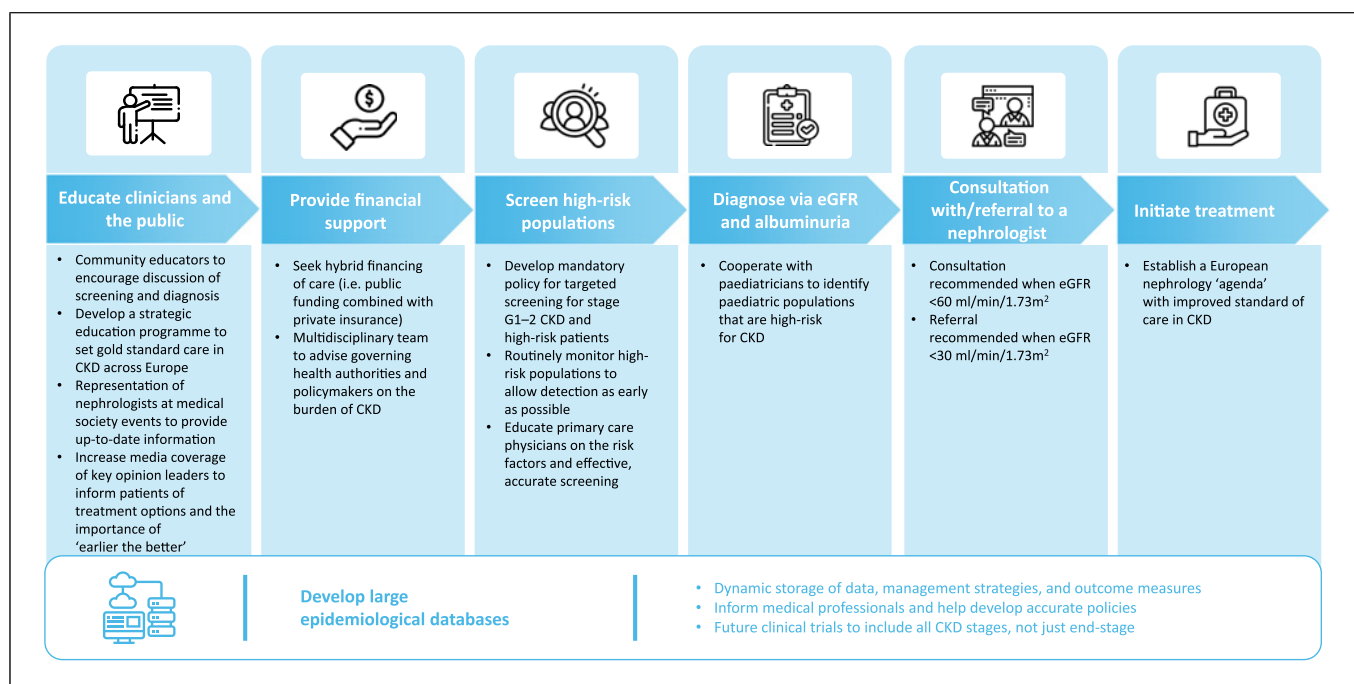 $
Educate clinicians and
the public
• Community educators to
encourage discussion of
screening and diagnosis
• Develop a strategic
education programme to
set gold standard care in
CKD across Europe
• Representation of
nephrologists at medical
society events to provide
up-to-date information
• Increase media coverage
of key opinion leaders to
inform patients of
treatment options and the
importance of
‘earlier the better’
Provide financial
support
• Seek hybrid financing
of care (i.e. public
funding combined with
private insurance)
• Multidisciplinary team
to advise governing
health authorities and
policymakers on the
burden of CKD
Screen high-risk
populations
• Develop mandatory
policy for targeted
screening for stage
G1–2 CKD and
high-risk patients
• Routinely monitor high-
risk populations to
allow detection as early
as possible
• Educate primary care
physicians on the risk
factors and effective,
accurate screening
Diagnose via eGFR
and albuminuria
• Cooperate with
paediatricians to identify
paediatric populations
that are high-risk
for CKD
Consultation
with/referral to a
nephrologist
• Consultation
recommended when eGFR
<60 ml/min/1.73m²
• Referral
recommended when eGFR
<30 ml/min/1.73m²
Initiate treatment
• Establish a European
nephrology ‘agenda’
with improved standard of
care in CKD
Develop large
epidemiological databases
• Dynamic storage of data, management strategies, and outcome measures
• Inform medical professionals and help develop accurate policies
• Future clinical trials to include all CKD stages, not just end-stage